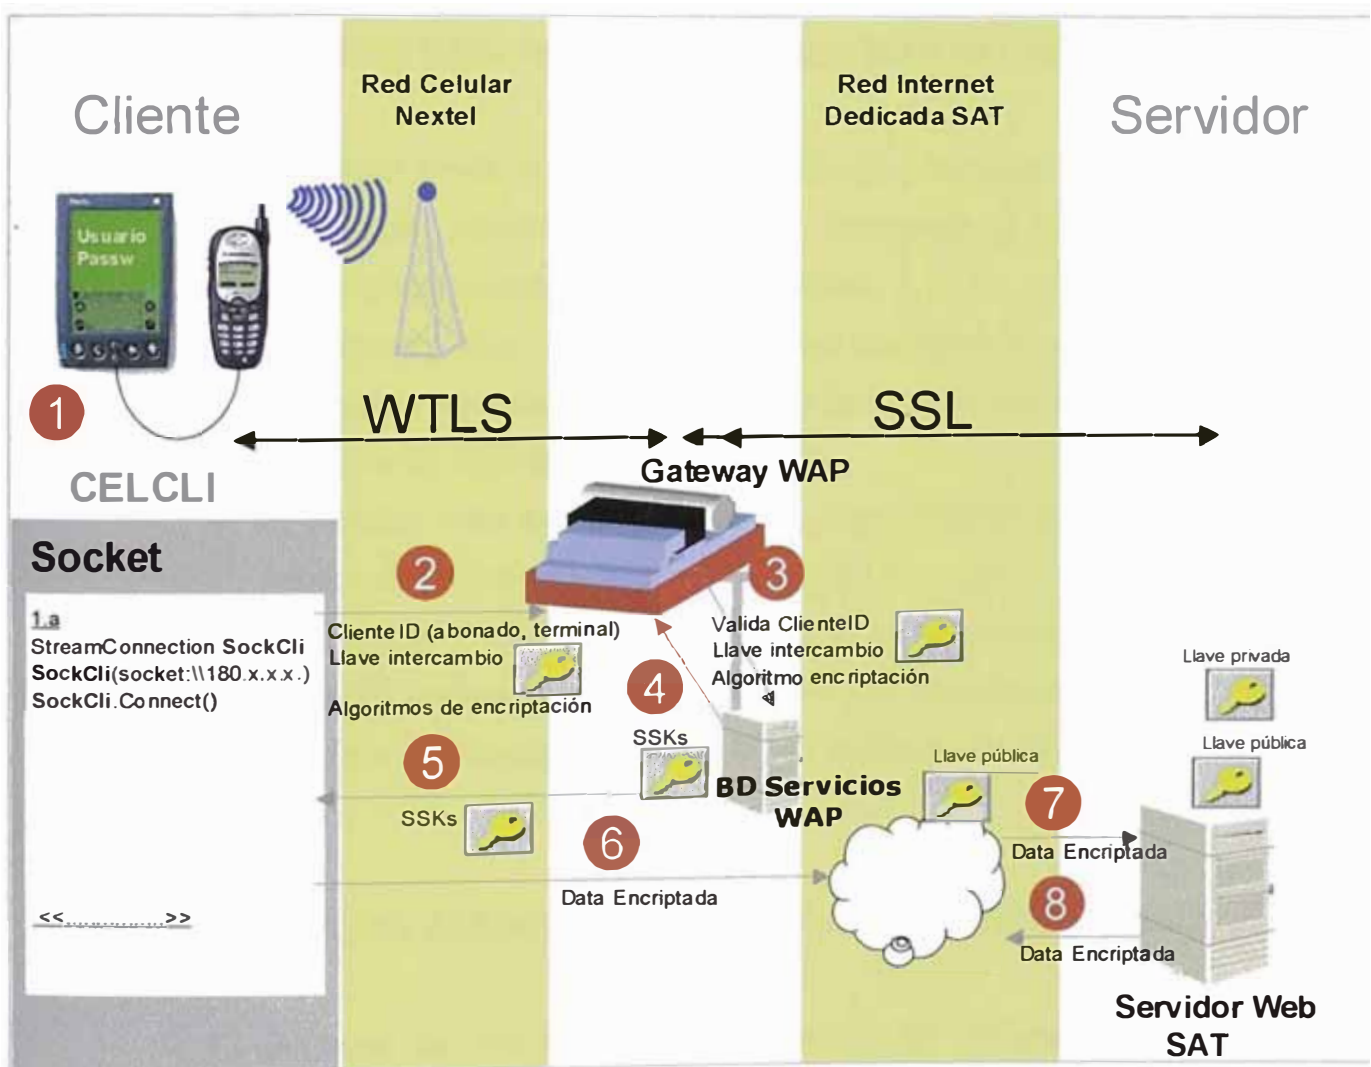 Cliente
Red Celular
Nextel
Red Internet
Dedicada SAT
Servidor
Usuario
Passw
1
WTLS
SSL
Gateway WAP
CELCLI
Socket
1.a
StreamConnection SockCli
SockCli(socket:\\180.x.x.x.)
SockCli.Connect()
<<..............>>
2
ClienteID (abonado, terminal)
Llave intercambio
Algoritmos de encriptación
3
Valida ClienteID
Llave intercambio
Algoritmo encriptación
4
SSKs
5
SSKs
BD Servicios
WAP
6
Data Encriptada
Llave pública
7
Data Encriptada
8
Data Encriptada
Llave privada
Llave pública
Servidor Web
SAT